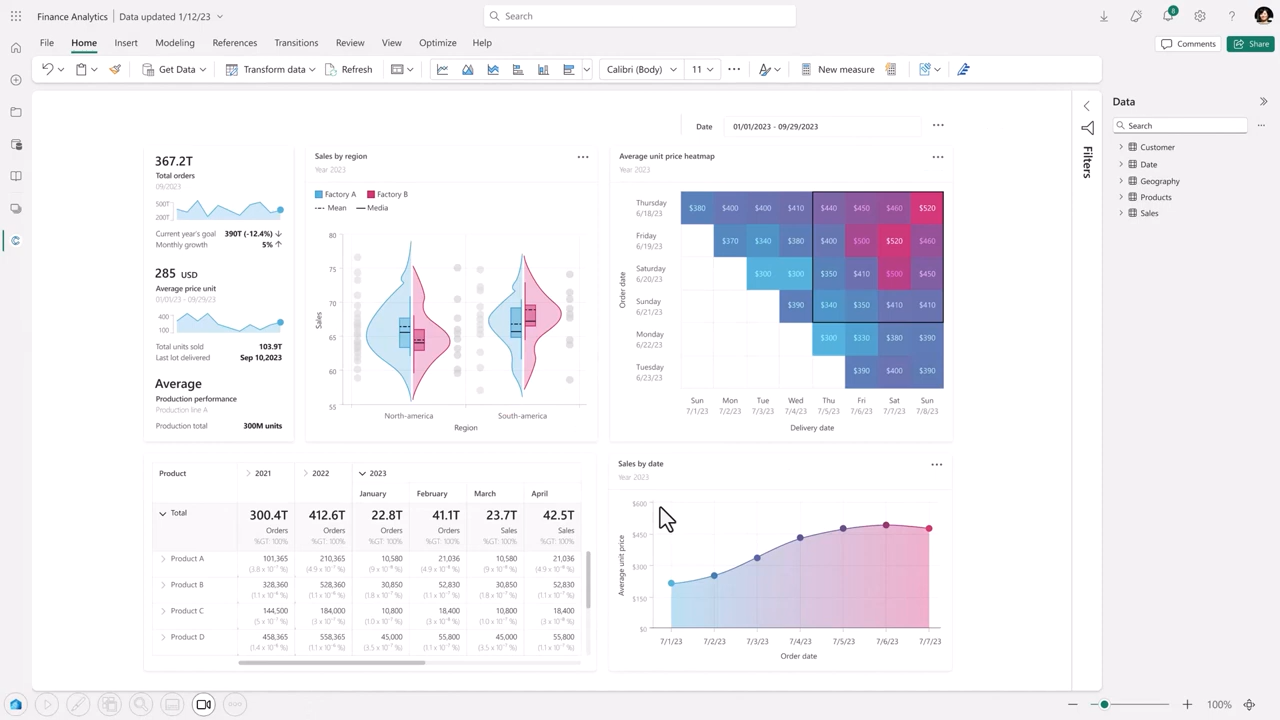 Finance Analytics | Data updated 1/12/23
Search
8
File Home Insert Modeling References Transitions Review View Optimize Help
Comments Share
Get Data Transform data Refresh Calibri (Body) 11 New measure
Date 01/01/2023 - 09/29/2023
367.2T
Total orders
09/2023
500T
200T
Current year's goal 390T (-12.4%)
Monthly growth 5%
285 USD
Average price unit
01/01/23 - 09/29/23
400
100
Total units sold 103.9T
Last lot delivered Sep 10,2023
Average
Production performance
Production line A
Production total 300M units
Sales by region
Year 2023
Factory A Factory B
Mean Media
80
75
70
65
60
55
Sales
North-america South-america
Region
Average unit price heatmap
Year 2023
Order date
Thursday
6/18/23
$380 $400 $400 $410 $440 $450 $460 $520
Friday
6/19/23
$370 $340 $380 $400 $500 $520 $460
Saturday
6/20/23
$300 $300 $350 $410 $500 $450
Sunday
6/21/23
$390 $340 $350 $410 $410
Monday
6/22/23
$300 $330 $380 $390
Tuesday
6/23/23
$390 $400 $390
Sun Mon Tue Wed Thu Fri Sat Sun
7/1/23 7/2/23 7/3/23 7/4/23 7/5/23 7/6/23 7/7/23 7/8/23
Delivery date
Product 2021 2022 2023
January February March April
Total 300.4T 412.6T 22.8T 41.1T 23.7T 42.5T
Orders Orders Orders Orders Sales Sales
%GT: 100% %GT: 100% %GT: 100% %GT: 100% %GT: 100% %GT: 100%
Product A 101,365 210,365 10,580 21,036 10,580 21,036
Product B 328,360 528,360 30,850 52,830 30,850 52,830
Product C 144,500 184,000 10,800 18,400 10,800 18,400
Product D 458,365 558,365 45,000 55,800 45,000 55,800
Sales by date
Year 2023
Average unit price
$600
$450
$300
$150
$0
7/1/23 7/2/23 7/3/23 7/4/23 7/5/23 7/6/23 7/7/23
Order date
Filters
Data
Search
Customer
Date
Geography
Products
Sales
100%